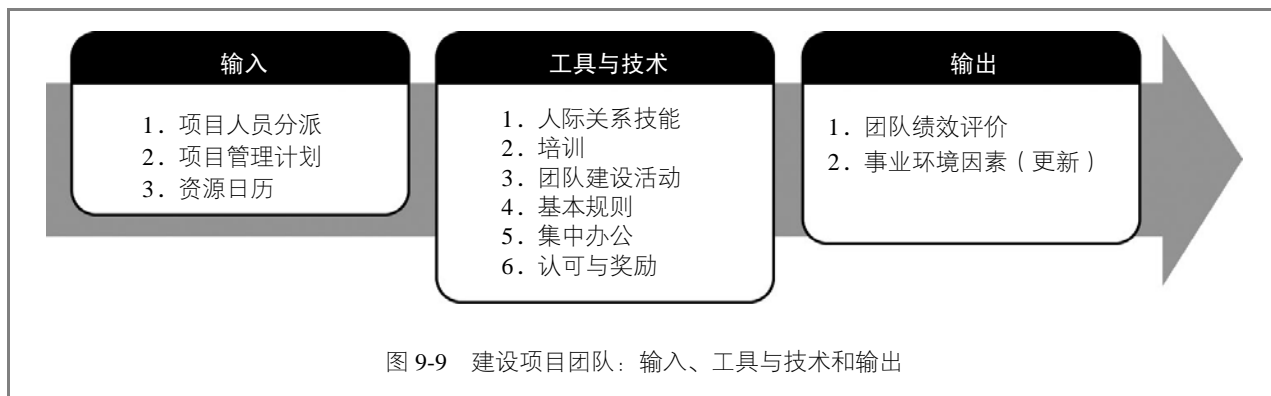 输入
1. 项目人员分派
2. 项目管理计划
3. 资源日历
工具与技术
1. 人际关系技能
2. 培训
3. 团队建设活动
4. 基本规则
5. 集中办公
6. 认可与奖励
输出
1. 团队绩效评价
2. 事业环境因素（更新）
图 9-9 建设项目团队：输入、工具与技术和输出